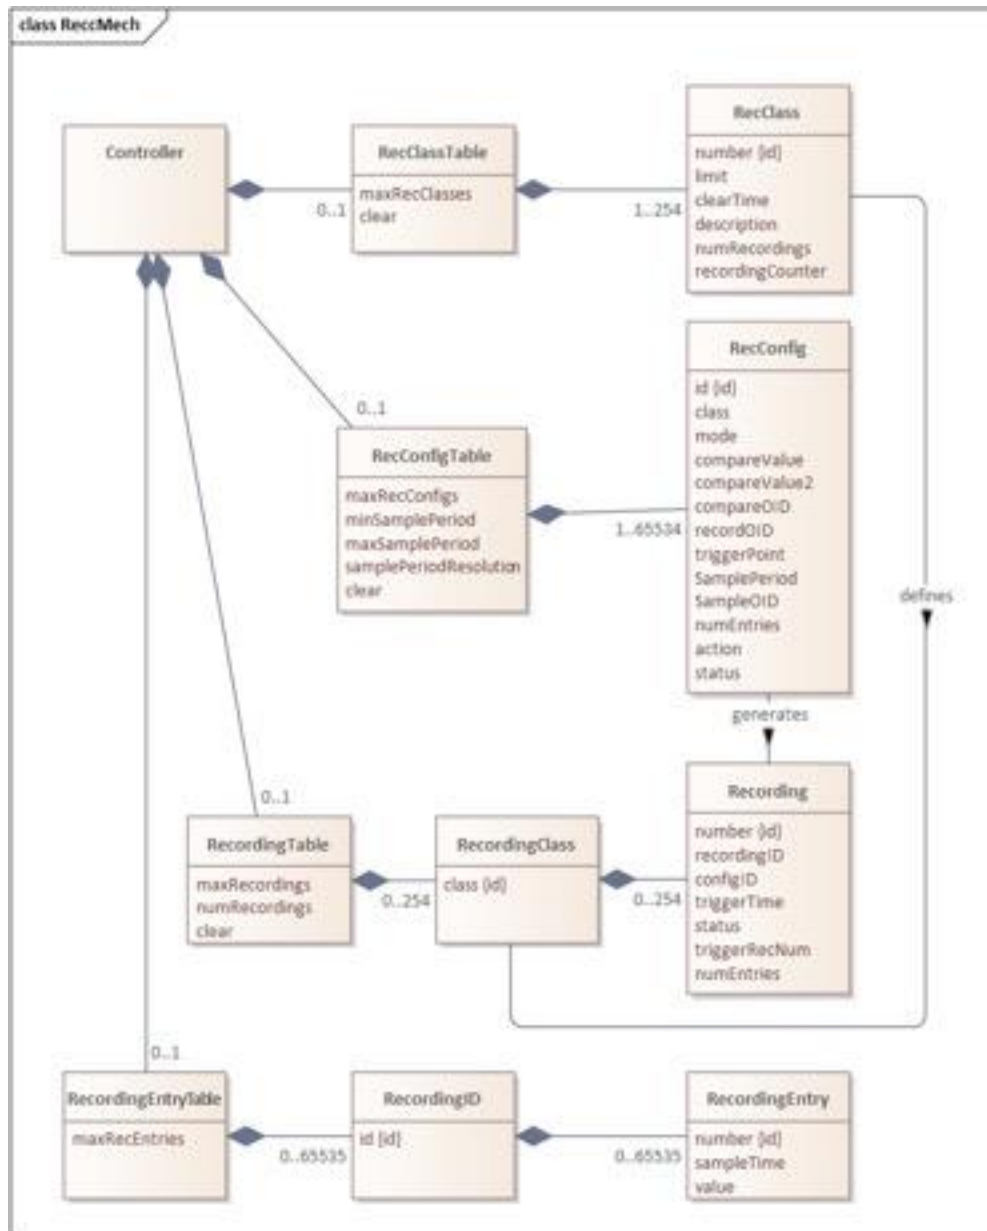 class ReccMech
Controller
0..1
RecClassTable
maxRecClasses
clear
1..254
RecClass
number {id}
limit
clearTime
description
numRecordings
recordingCounter
0..1
RecConfigTable
maxRecConfigs
minSamplePeriod
maxSamplePeriod
samplePeriodResolution
clear
1..65534
RecConfig
id {id}
class
mode
compareValue
compareValue2
compareOID
recordOID
triggerPoint
SamplePeriod
SampleOID
numEntries
action
status
defines
generates
0..1
RecordingTable
maxRecordings
numRecordings
clear
0..254
RecordingClass
class {id}
0..254
Recording
number {id}
recordingID
configID
triggerTime
status
triggerRecNum
numEntries
0..1
RecordingEntryTable
maxRecEntries
0..65535
RecordingID
id {id}
0..65535
RecordingEntry
number {id}
sampleTime
value